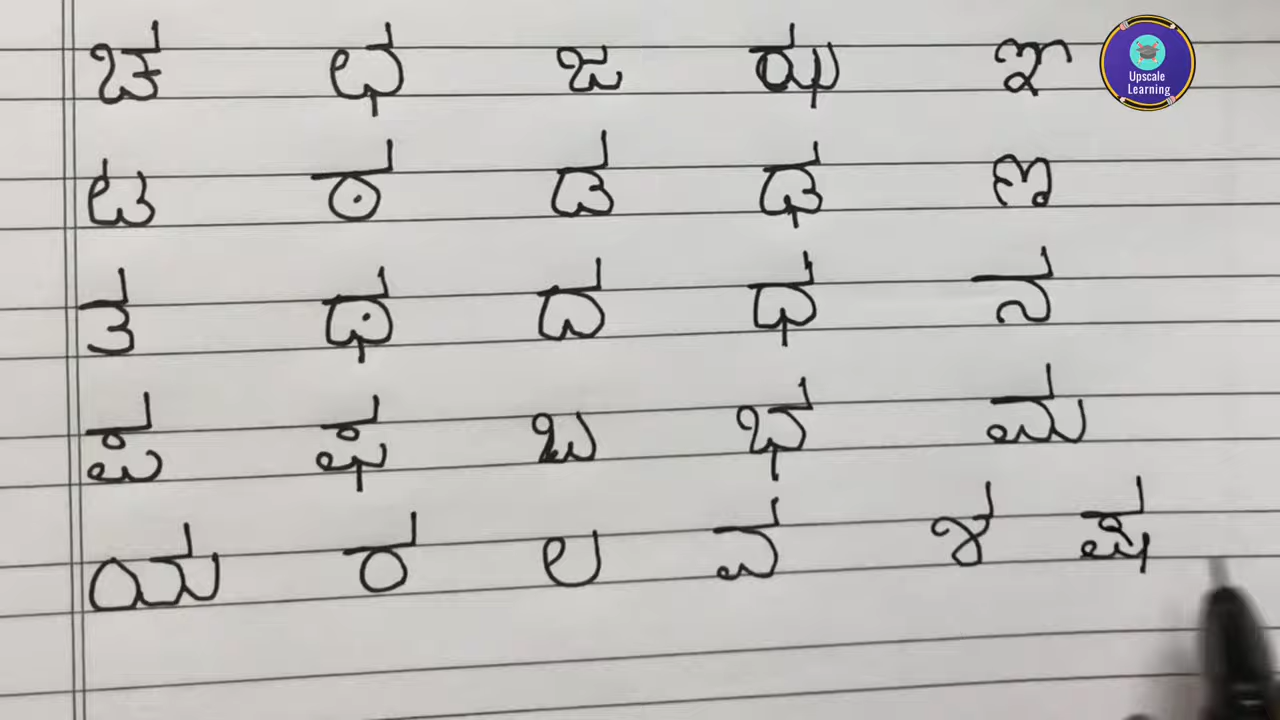 ಚ ಛ ಜ ಝ ಞ
ಟ ಠ ಡ ಢ ಣ
ತ ಥ ದ ಧ ನ
ಪ ಫ ಬ ಭ ಮ
ಯ ರ ಲ ವ ಶ ಷ
Upscale
Learning